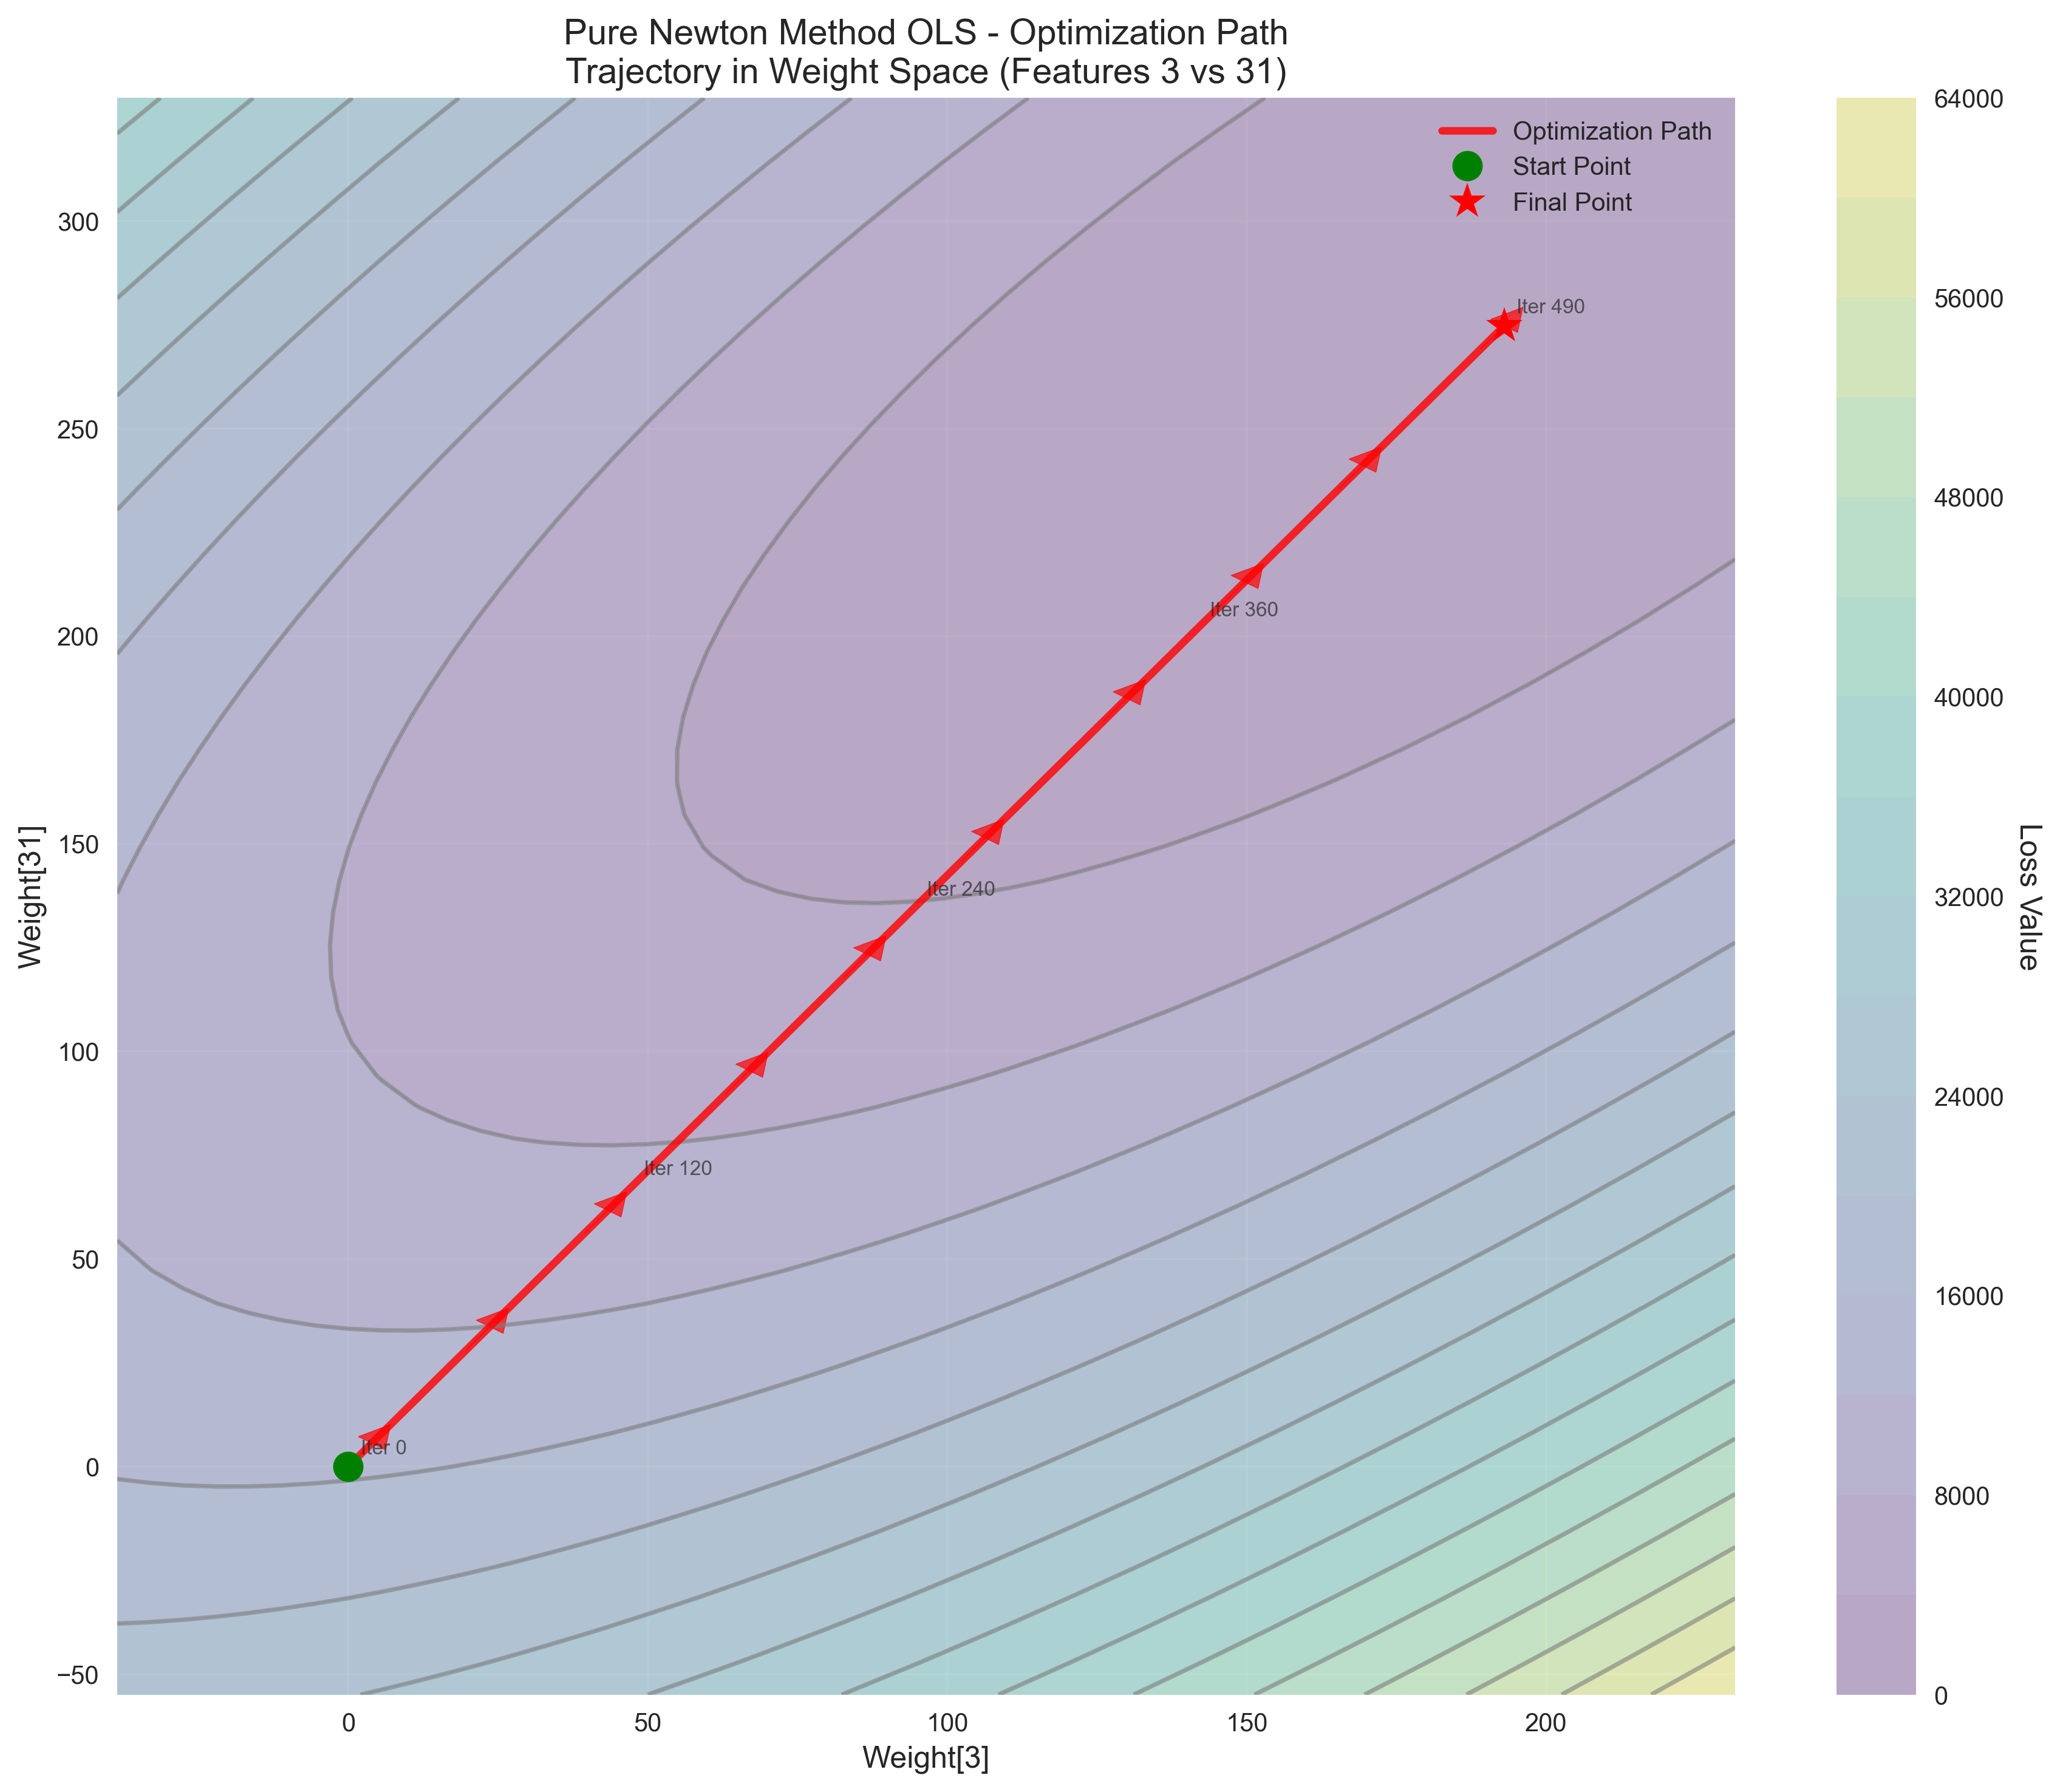 Pure Newton Method OLS - Optimization Path
Trajectory in Weight Space (Features 3 vs 31)
Optimization Path
Start Point
Final Point
Iter 490
Iter 360
Iter 240
Iter 120
Iter 0
300
250
200
150
100
50
0
−50
Weight[31]
0
50
100
150
200
Weight[3]
64000
56000
48000
40000
32000
24000
16000
8000
0
Loss Value